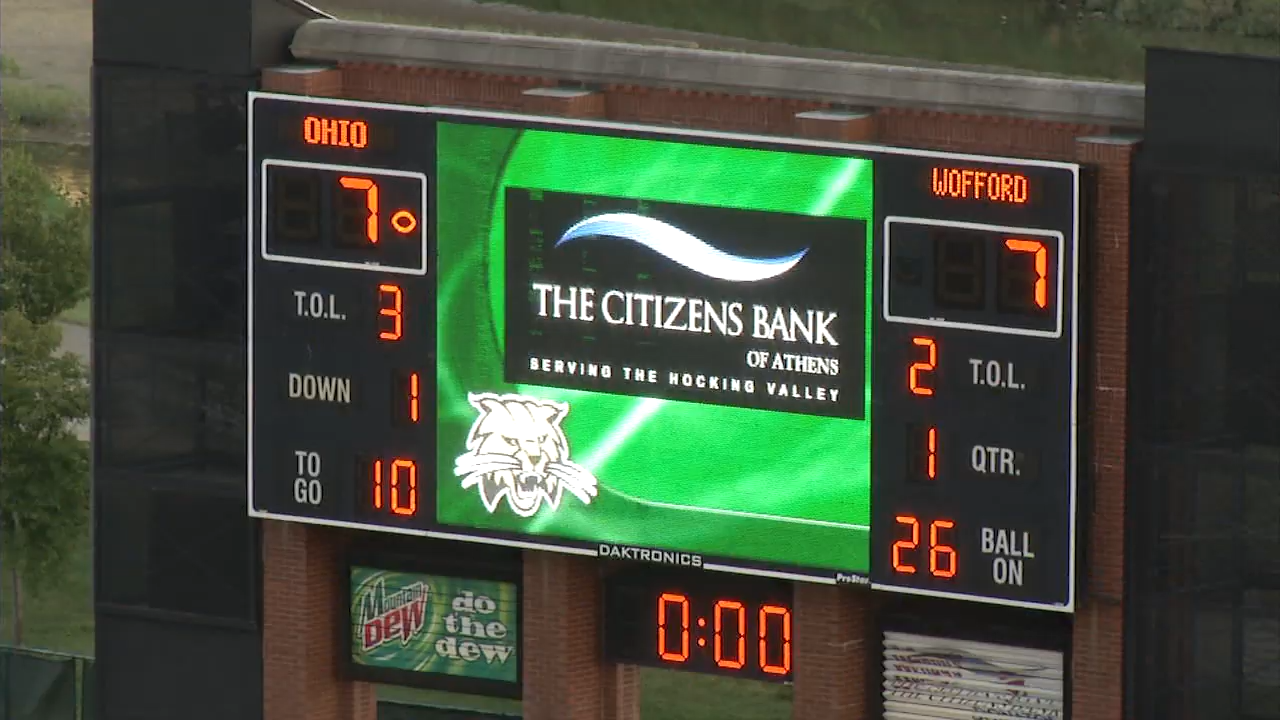 OHIO
7
T.O.L. 3
DOWN 1
TO GO 10
THE CITIZENS BANK
OF ATHENS
SERVING THE HOCKING VALLEY
WOFFORD
7
2 T.O.L.
1 QTR.
26 BALL ON
DAKTRONICS
ProStar
Mountain Dew
do
the
dew
0:00